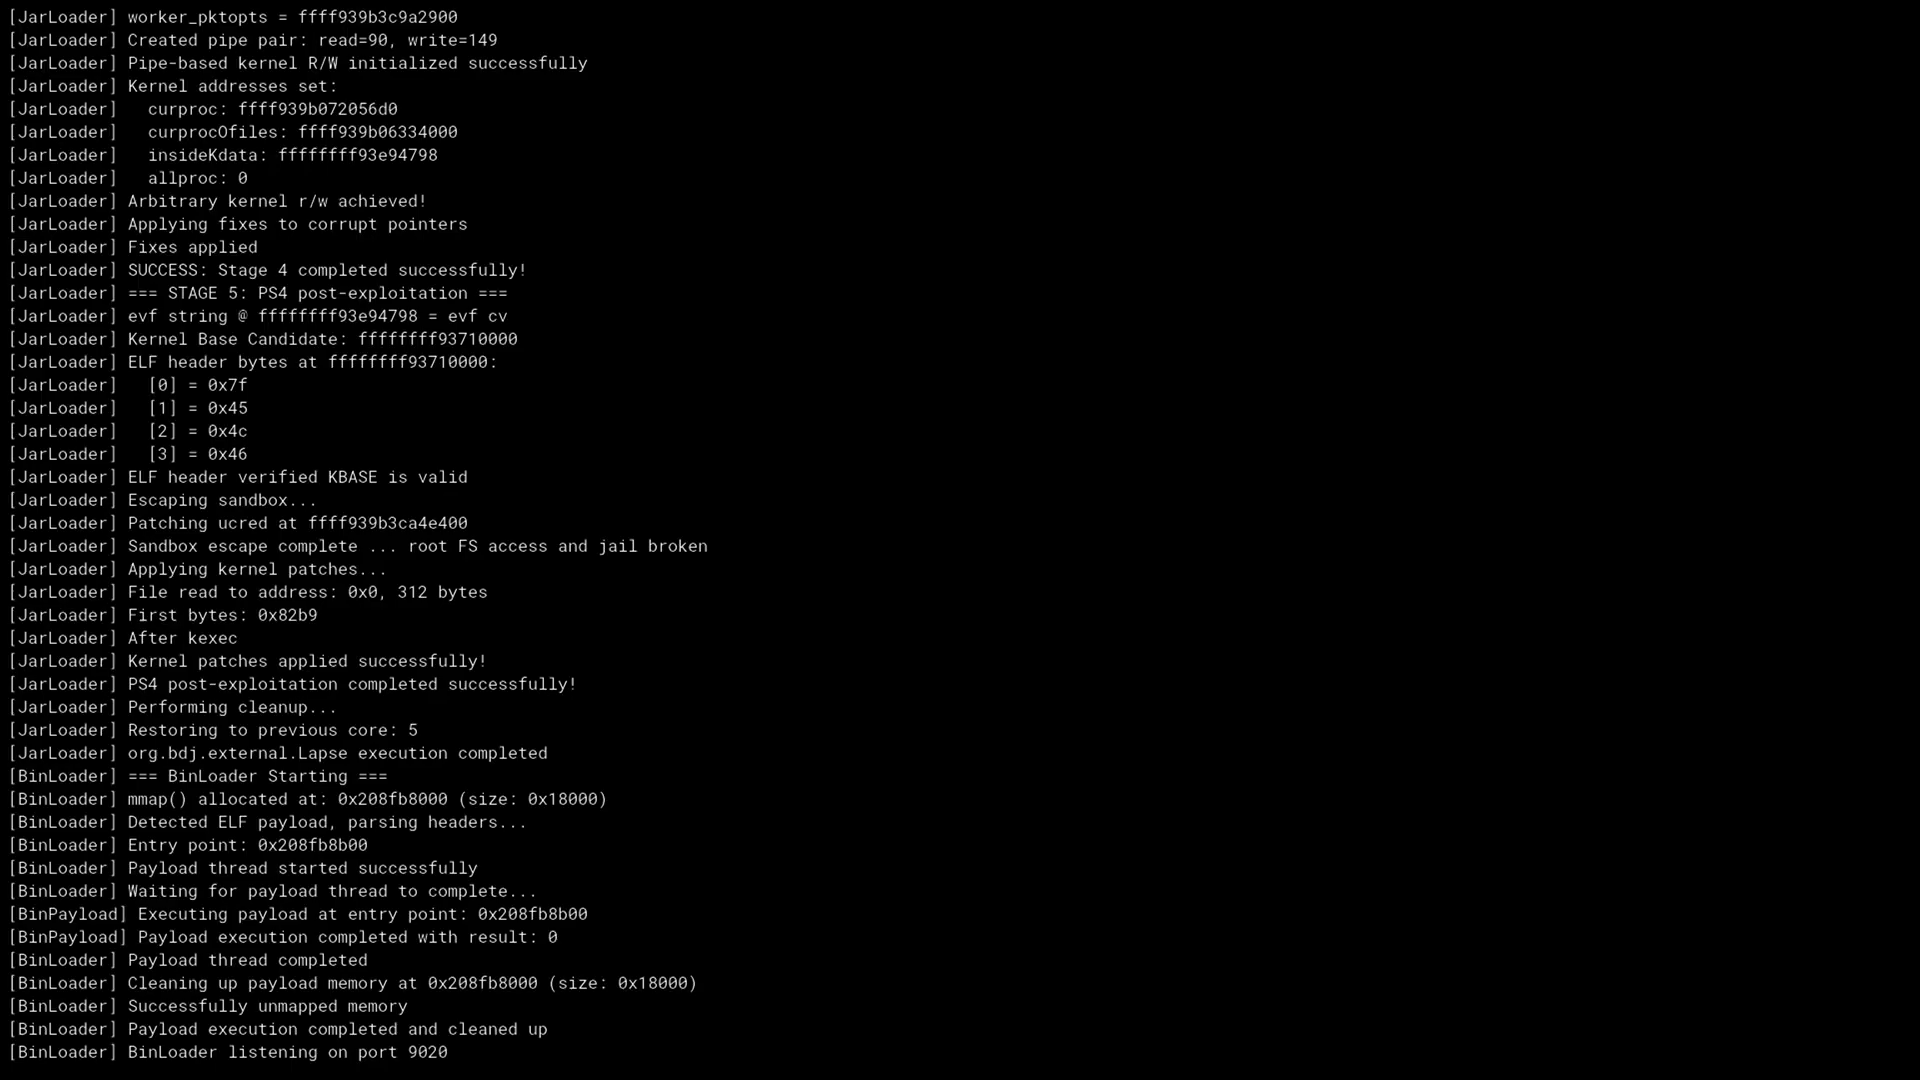 [JarLoader] worker_pktopts = ffff939b3c9a2900
[JarLoader] Created pipe pair: read=90, write=149
[JarLoader] Pipe-based kernel R/W initialized successfully
[JarLoader] Kernel addresses set:
[JarLoader]   curproc: ffff939b072056d0
[JarLoader]   curprocOfiles: ffff939b06334000
[JarLoader]   insideKdata: ffffffff93e94798
[JarLoader]   allproc: 0
[JarLoader] Arbitrary kernel r/w achieved!
[JarLoader] Applying fixes to corrupt pointers
[JarLoader] Fixes applied
[JarLoader] SUCCESS: Stage 4 completed successfully!
[JarLoader] === STAGE 5: PS4 post-exploitation ===
[JarLoader] evf string @ ffffffff93e94798 = evf cv
[JarLoader] Kernel Base Candidate: ffffffff93710000
[JarLoader] ELF header bytes at ffffffff93710000:
[JarLoader]   [0] = 0x7f
[JarLoader]   [1] = 0x45
[JarLoader]   [2] = 0x4c
[JarLoader]   [3] = 0x46
[JarLoader] ELF header verified KBASE is valid
[JarLoader] Escaping sandbox...
[JarLoader] Patching ucred at ffff939b3ca4e400
[JarLoader] Sandbox escape complete ... root FS access and jail broken
[JarLoader] Applying kernel patches...
[JarLoader] File read to address: 0x0, 312 bytes
[JarLoader] First bytes: 0x82b9
[JarLoader] After kexec
[JarLoader] Kernel patches applied successfully!
[JarLoader] PS4 post-exploitation completed successfully!
[JarLoader] Performing cleanup...
[JarLoader] Restoring to previous core: 5
[JarLoader] org.bdj.external.Lapse execution completed
[BinLoader] === BinLoader Starting ===
[BinLoader] mmap() allocated at: 0x208fb8000 (size: 0x18000)
[BinLoader] Detected ELF payload, parsing headers...
[BinLoader] Entry point: 0x208fb8b00
[BinLoader] Payload thread started successfully
[BinLoader] Waiting for payload thread to complete...
[BinPayload] Executing payload at entry point: 0x208fb8b00
[BinPayload] Payload execution completed with result: 0
[BinLoader] Payload thread completed
[BinLoader] Cleaning up payload memory at 0x208fb8000 (size: 0x18000)
[BinLoader] Successfully unmapped memory
[BinLoader] Payload execution completed and cleaned up
[BinLoader] BinLoader listening on port 9020